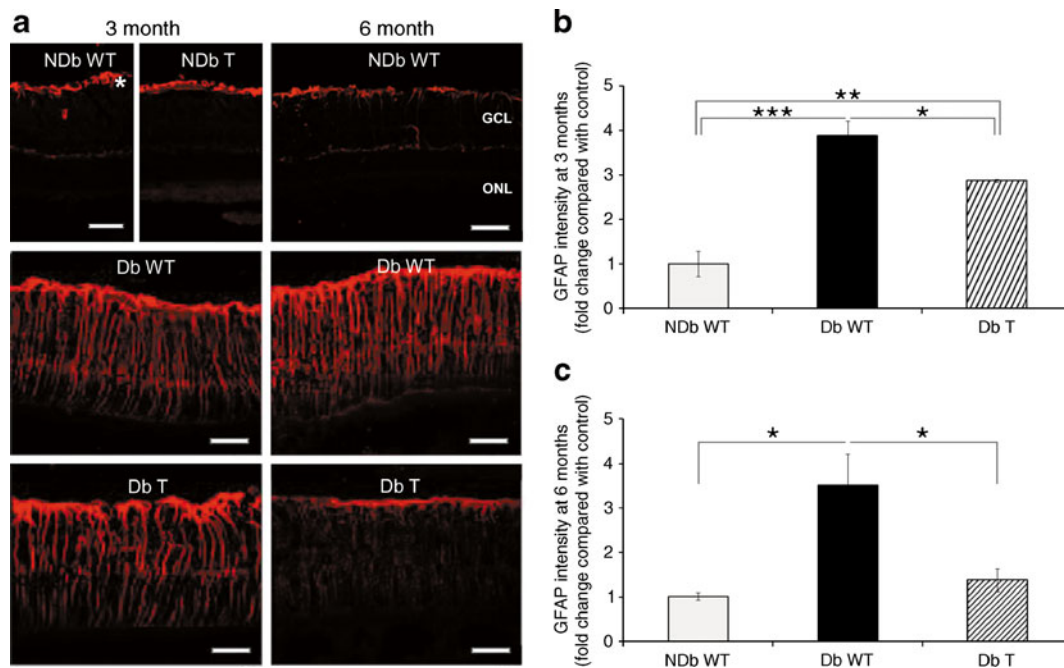 a
3 month
6 month
NDb WT
*
NDb T
NDb WT
GCL
ONL
Db WT
Db WT
Db T
Db T
b
GFAP intensity at 3 months
(fold change compared with control)
5
4
3
2
1
0
**
***
*
NDb WT
Db WT
Db T
c
GFAP intensity at 6 months
(fold change compared with control)
5
4
3
2
1
0
*
*
NDb WT
Db WT
Db T